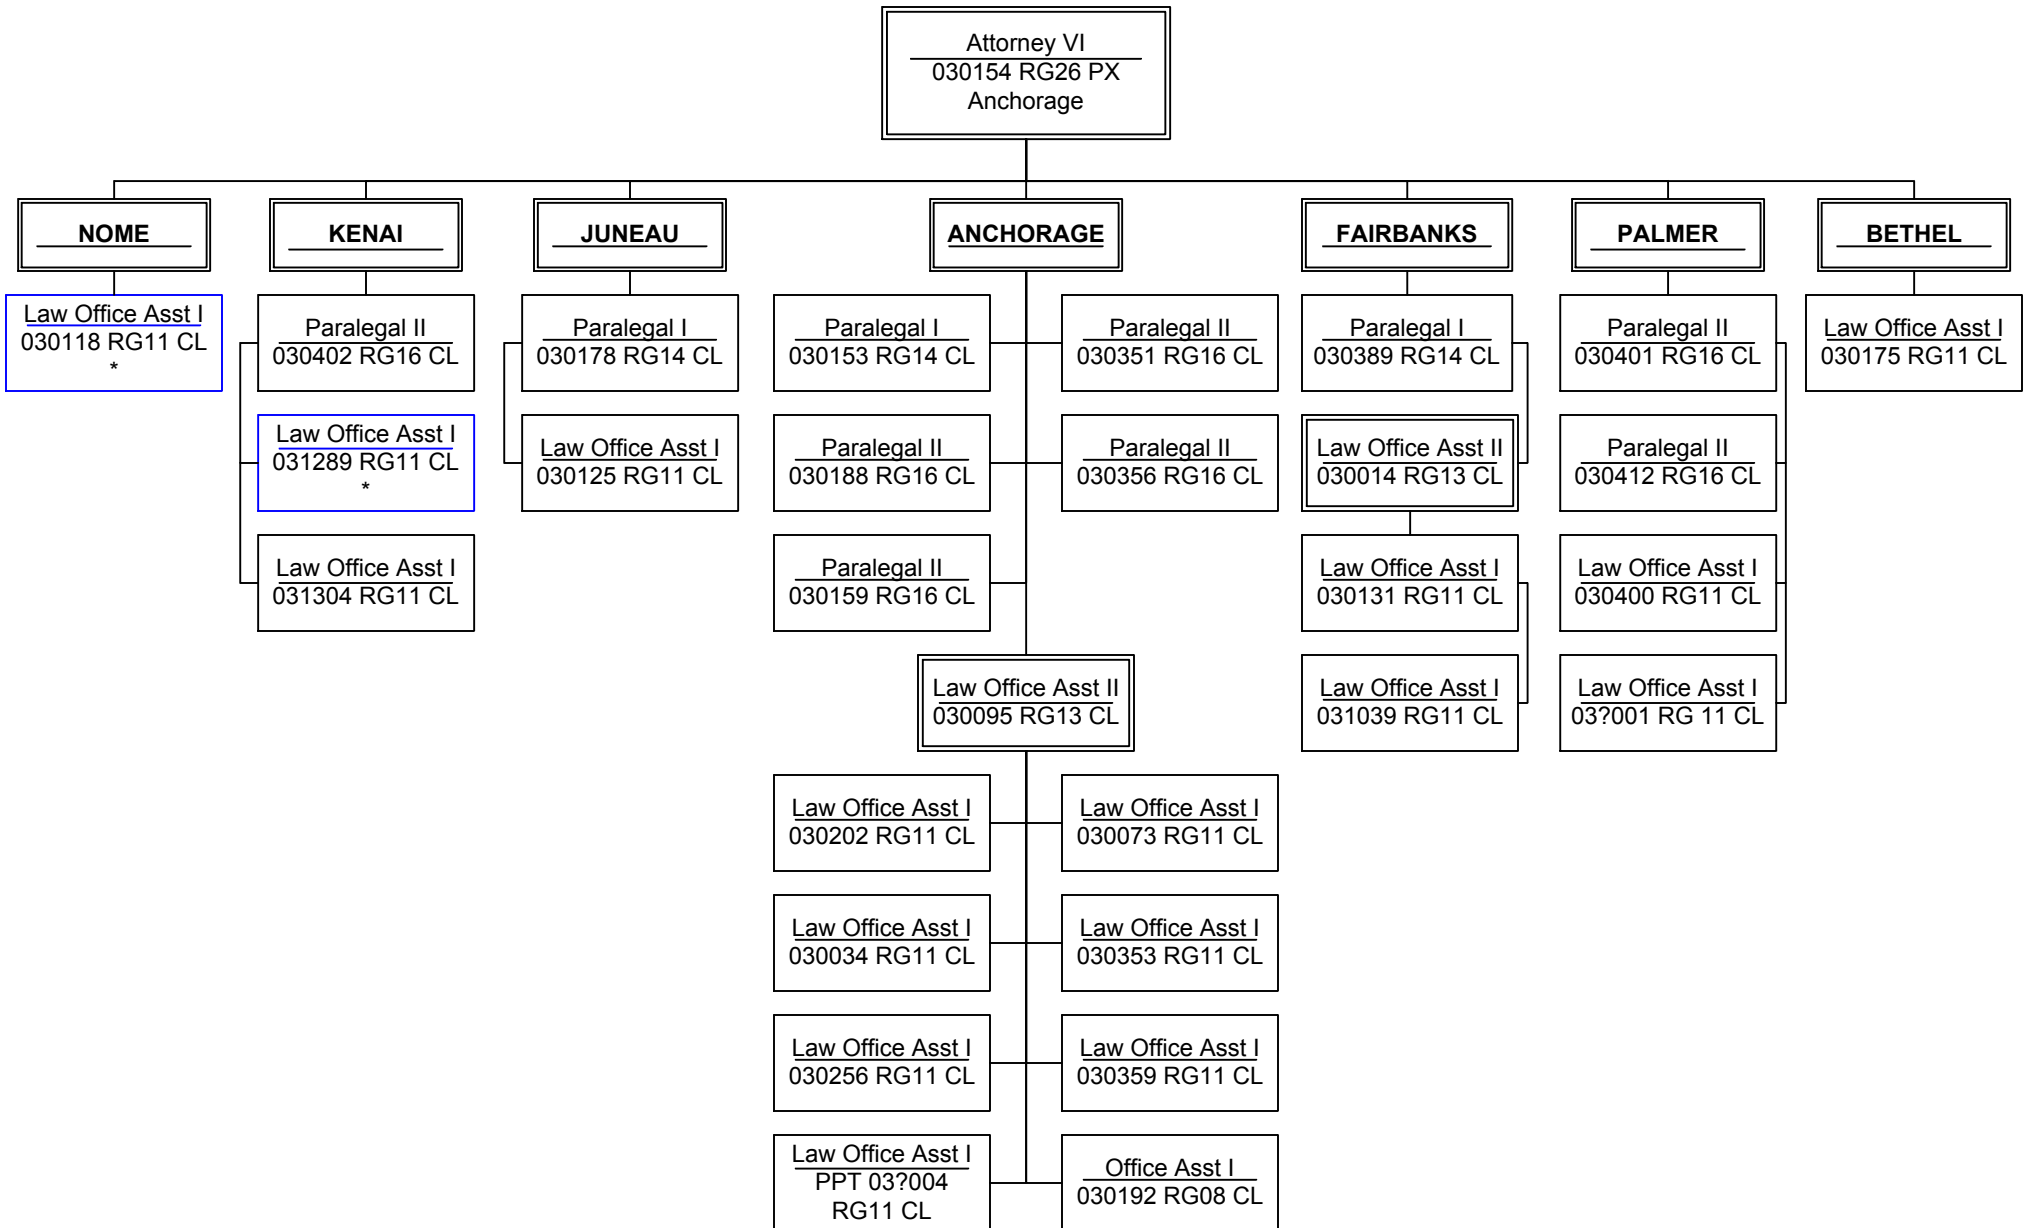 Attorney VI
030154 RG26 PX
Anchorage
NOME
KENAI
JUNEAU
ANCHORAGE
FAIRBANKS
PALMER
BETHEL
Law Office Asst I
030118 RG11 CL
*
Paralegal II
030402 RG16 CL
Law Office Asst I
031289 RG11 CL
*
Law Office Asst I
031304 RG11 CL
Paralegal I
030178 RG14 CL
Law Office Asst I
030125 RG11 CL
Paralegal I
030153 RG14 CL
Paralegal II
030351 RG16 CL
Paralegal II
030188 RG16 CL
Paralegal II
030356 RG16 CL
Paralegal II
030159 RG16 CL
Law Office Asst II
030095 RG13 CL
Law Office Asst I
030202 RG11 CL
Law Office Asst I
030073 RG11 CL
Law Office Asst I
030034 RG11 CL
Law Office Asst I
030353 RG11 CL
Law Office Asst I
030256 RG11 CL
Law Office Asst I
030359 RG11 CL
Law Office Asst I
PPT 03?004
RG11 CL
Office Asst I
030192 RG08 CL
Paralegal I
030389 RG14 CL
Law Office Asst II
030014 RG13 CL
Law Office Asst I
030131 RG11 CL
Law Office Asst I
031039 RG11 CL
Paralegal II
030401 RG16 CL
Paralegal II
030412 RG16 CL
Law Office Asst I
030400 RG11 CL
Law Office Asst I
03?001 RG 11 CL
Law Office Asst I
030175 RG11 CL